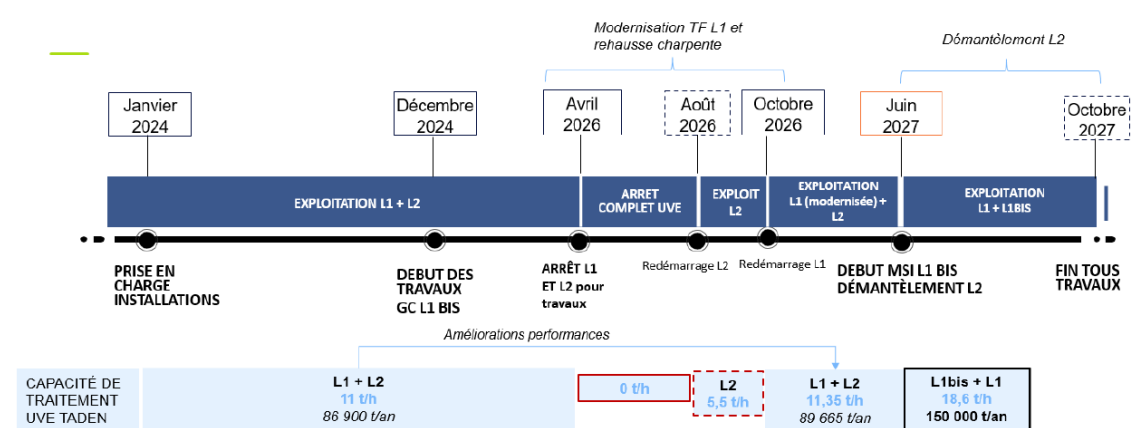 Modernisation TF L1 et
rehausse charpente
Démantèlomont L2
Janvier
2024
Décembre
2024
Avril
2026
Août
2026
Octobre
2026
Juin
2027
Octobre
2027
EXPLOITATION L1 + L2
ARRET
COMPLET UVE
EXPLOIT
L2
EXPLOITATION
L1 (modernisée) +
L2
EXPLOITATION
L1 + L1BIS
PRISE EN
CHARGE
INSTALLATIONS
DEBUT DES
TRAVAUX
GC L1 BIS
ARRÊT L1
ET L2 pour
travaux
Redémarrage L2
Redémarrage L1
DEBUT MSI L1 BIS
DÉMANTÈLEMENT L2
FIN TOUS
TRAVAUX
Améliorations performances
CAPACITÉ DE
TRAITEMENT
UVE TADEN
L1 + L2
11 t/h
86 900 t/an
0 t/h
L2
5,5 t/h
L1 + L2
11,35 t/h
89 665 t/an
L1bis + L1
18,6 t/h
150 000 t/an